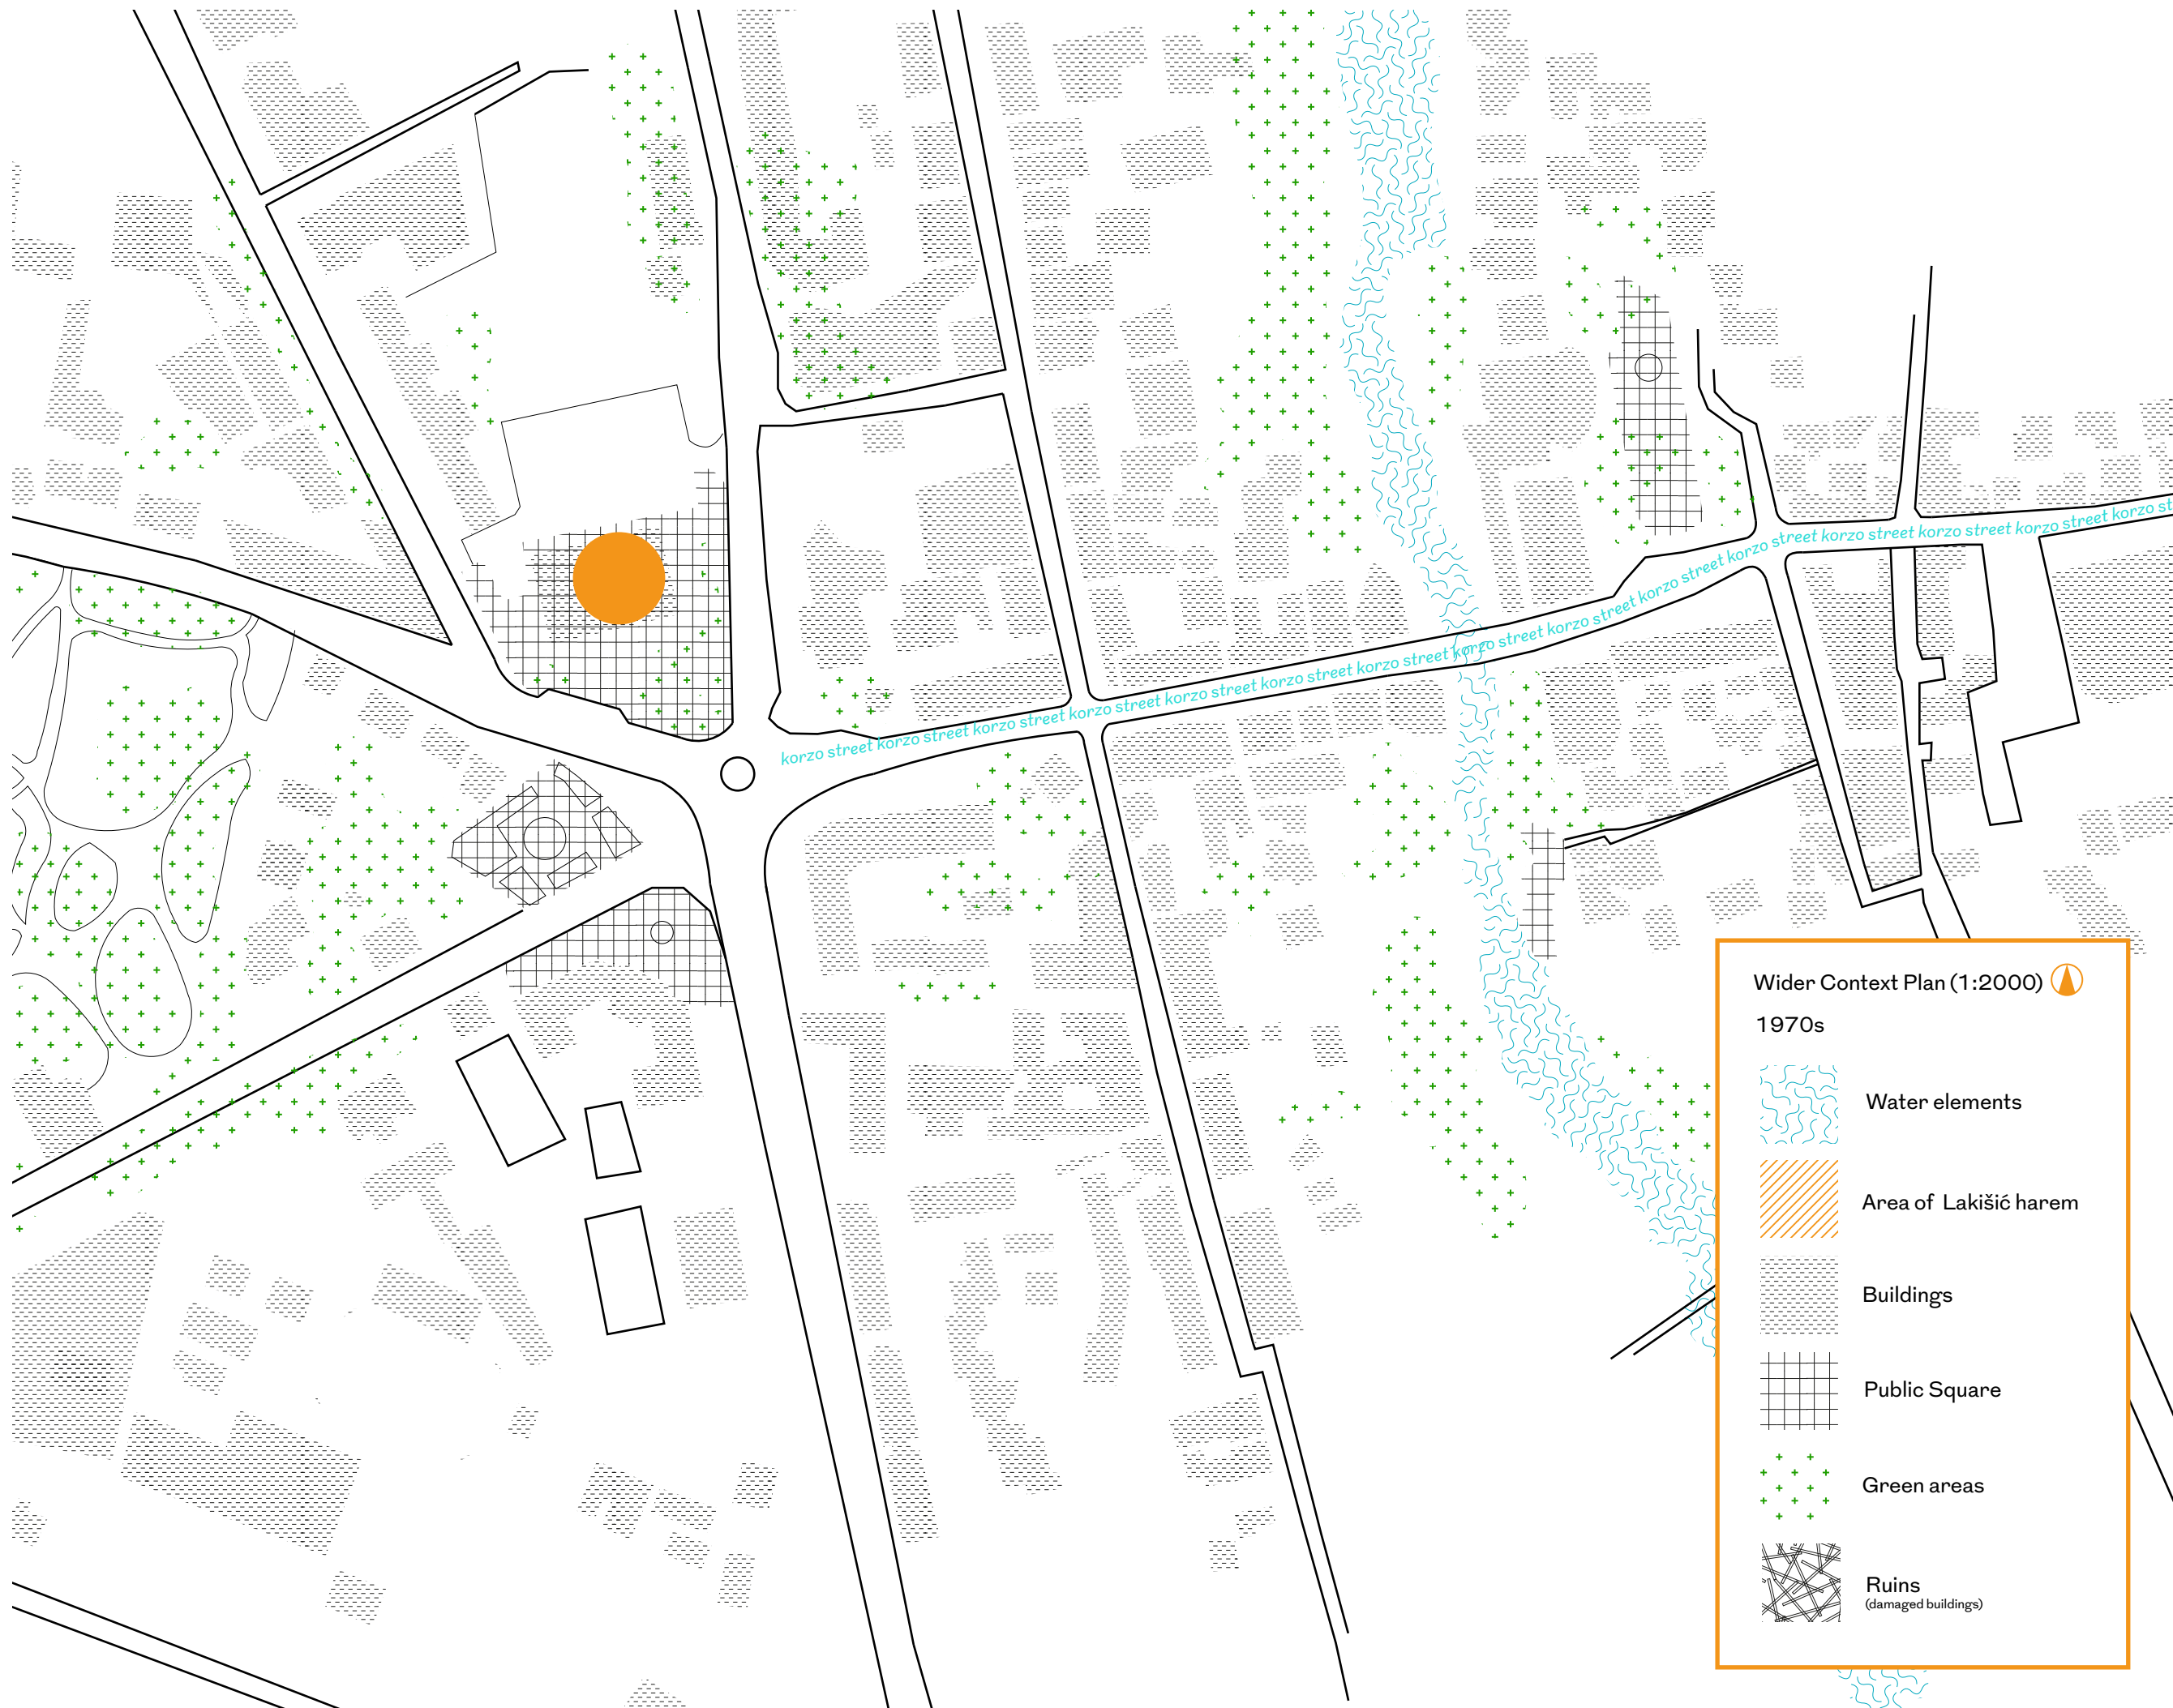 korzo street korzo street korzo street korzo street korzo street korzo street korzo street korzo street korzo street korzo street korzo street korzo street korzo street korzo street korzo street korzo st
Wider Context Plan (1:2000)
1970s
Water elements
Area of Lakišić harem
Buildings
Public Square
Green areas
Ruins
(damaged buildings)